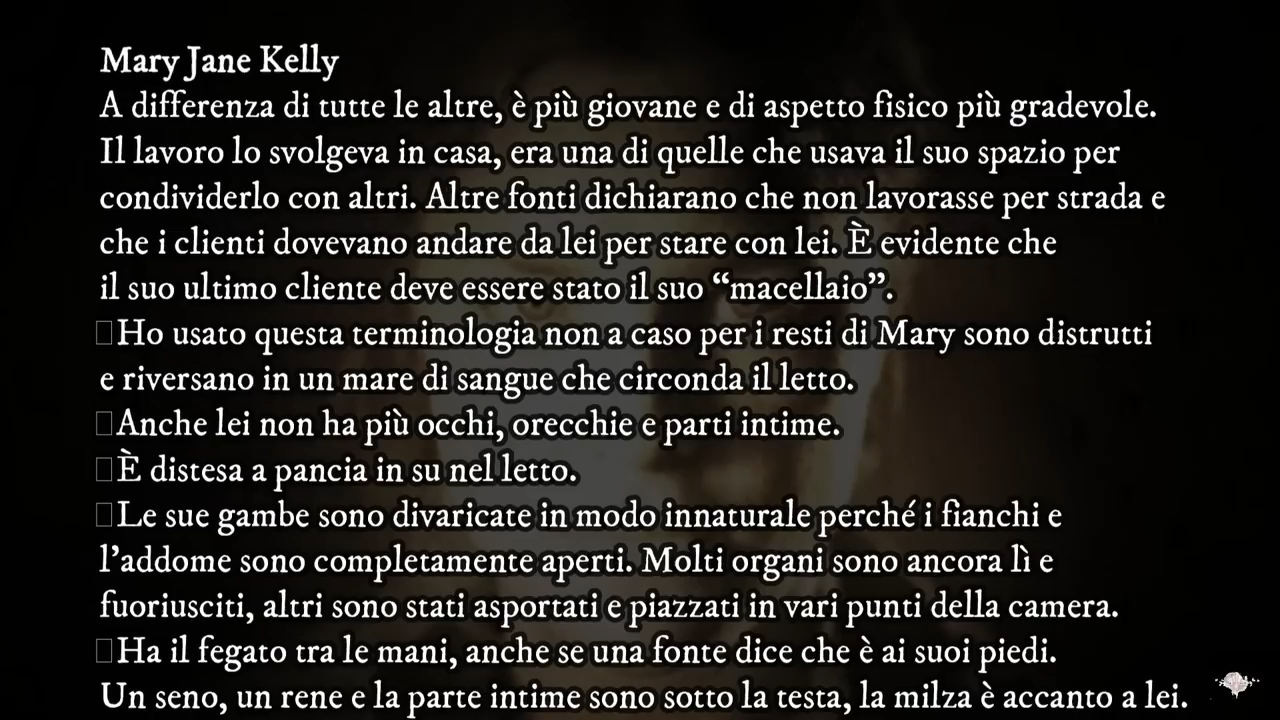 Mary Jane Kelly
A differenza di tutte le altre, è più giovane e di aspetto fisico più gradevole.
Il lavoro lo svolgeva in casa, era una di quelle che usava il suo spazio per
condividerlo con altri. Altre fonti dichiarano che non lavorasse per strada e
che i clienti dovevano andare da lei per stare con lei. È evidente che
il suo ultimo cliente deve essere stato il suo “macellaio”.
Ho usato questa terminologia non a caso per i resti di Mary sono distrutti
e riversano in un mare di sangue che circonda il letto.
Anche lei non ha più occhi, orecchie e parti intime.
È distesa a pancia in su nel letto.
Le sue gambe sono divaricate in modo innaturale perché i fianchi e
l’addome sono completamente aperti. Molti organi sono ancora lì e
fuoriusciti, altri sono stati asportati e piazzati in vari punti della camera.
Ha il fegato tra le mani, anche se una fonte dice che è ai suoi piedi.
Un seno, un rene e la parte intime sono sotto la testa, la milza è accanto a lei.